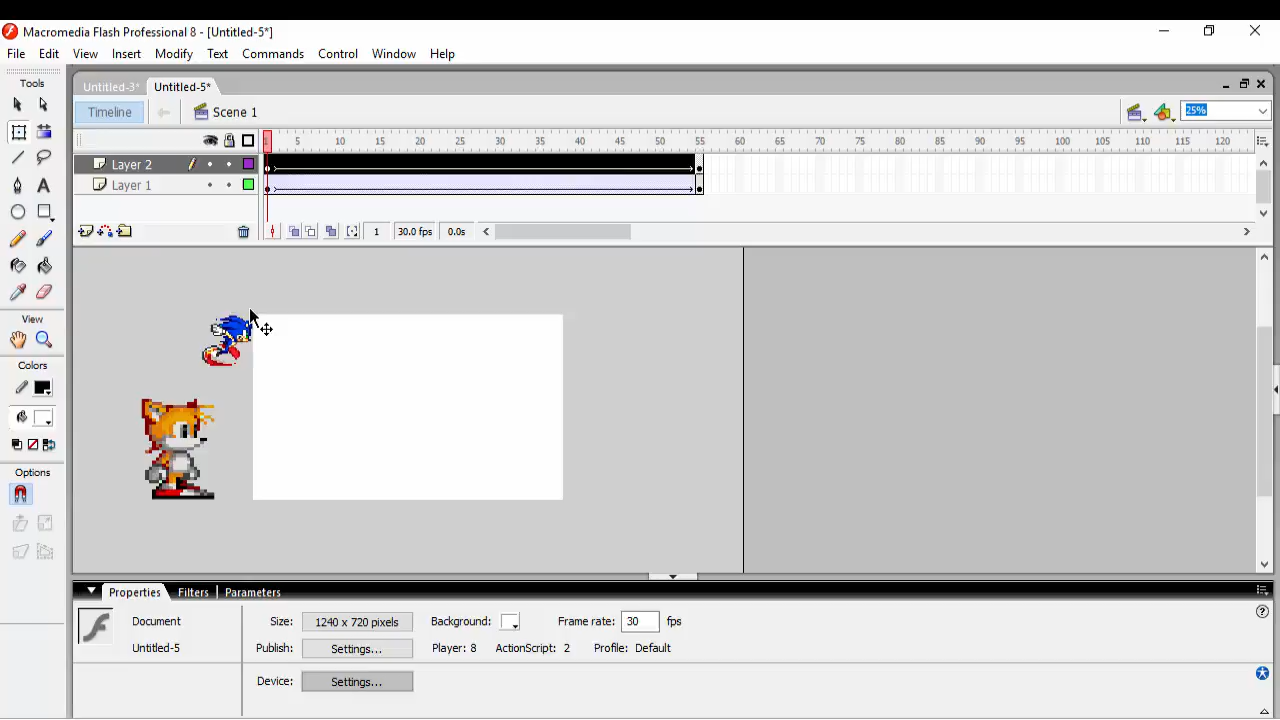 Macromedia Flash Professional 8 - [Untitled-5*]
File Edit View Insert Modify Text Commands Control Window Help
Tools
Untitled-3* Untitled-5*
Timeline Scene 1 25%
1 5 10 15 20 25 30 35 40 45 50 55 60 65 70 75 80 85 90 95 100 105 110 115 120
Layer 2
Layer 1
A
1 30.0 fps 0.0s
View
Colors
Options
Properties Filters Parameters
Document Size: 1240 x 720 pixels Background: Frame rate: 30 fps
Untitled-5 Publish: Settings... Player: 8 ActionScript: 2 Profile: Default
Device: Settings...